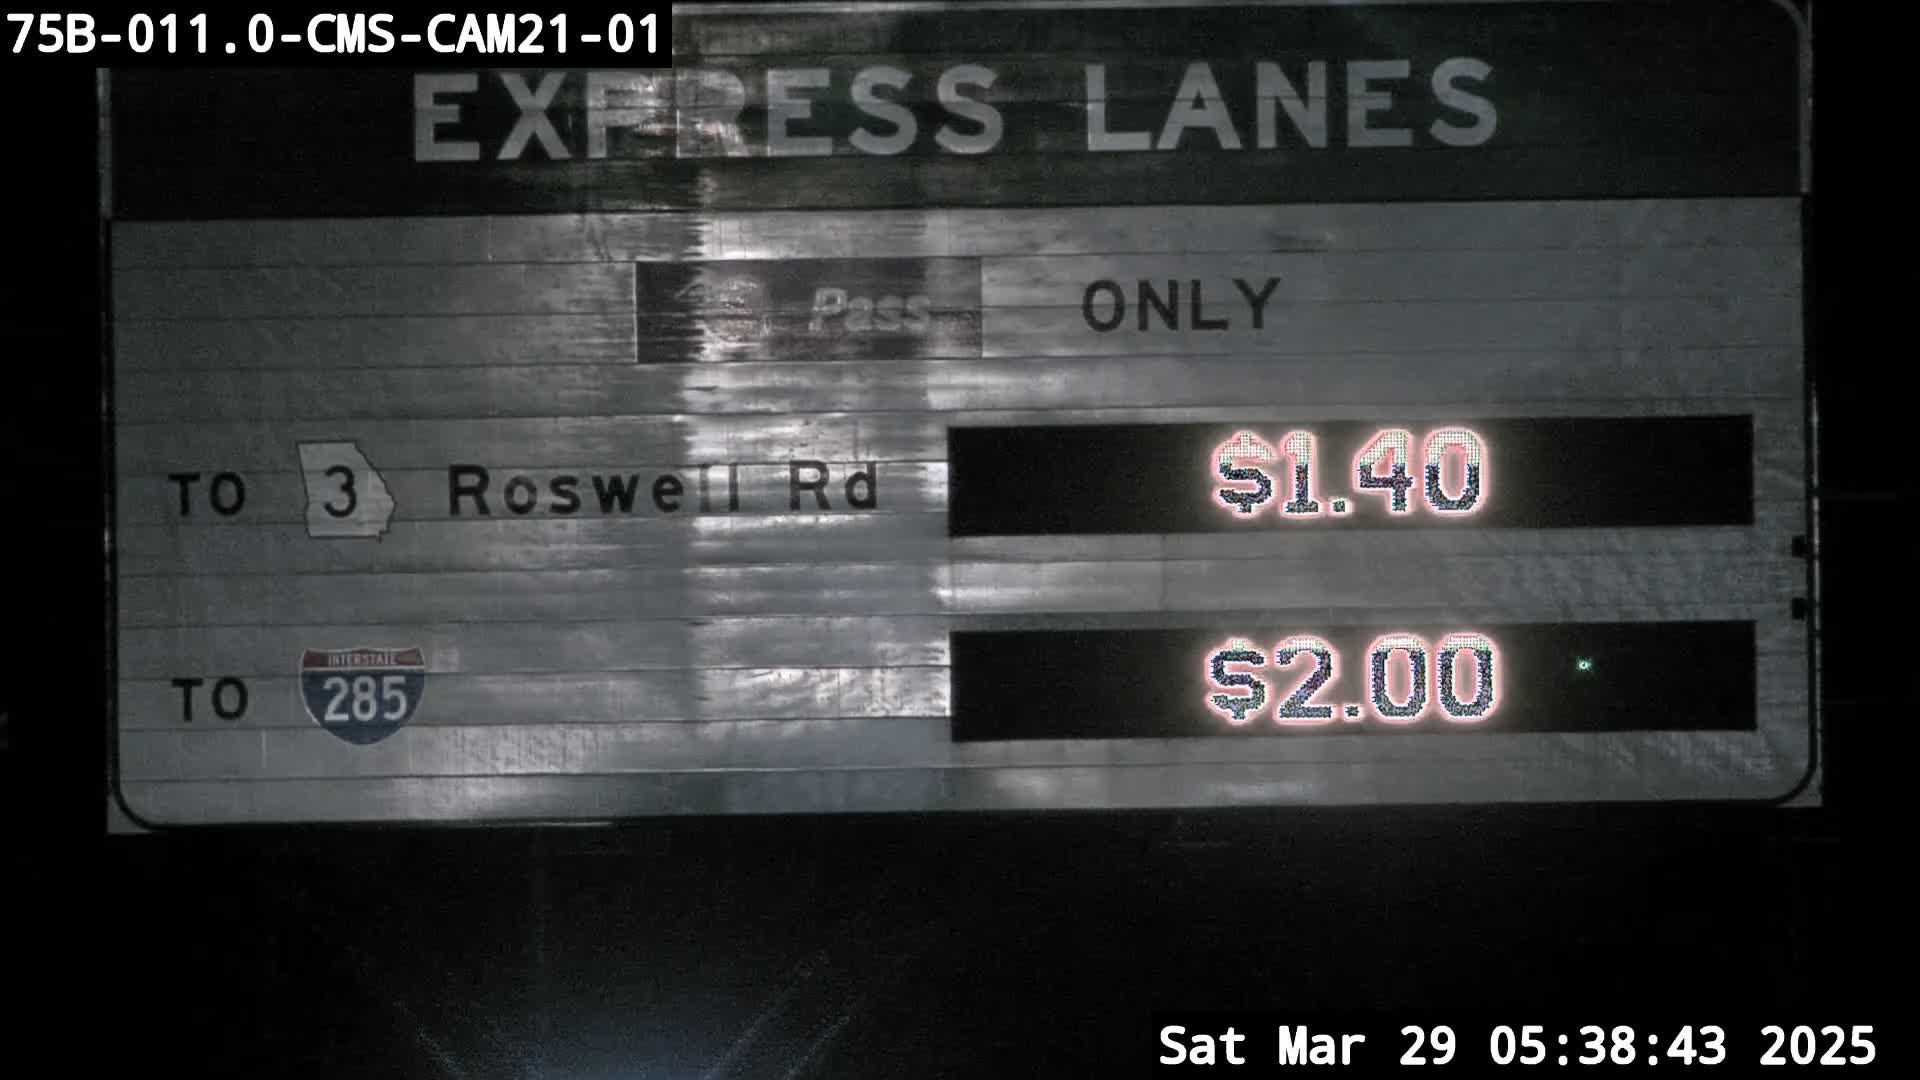 75B-011.0-CMS-CAM21-01
EXPRESS LANES
Pass ONLY
TO 3 Roswell Rd $1.40
INTERSTATE
TO 285 $2.00
Sat Mar 29 05:38:43 2025